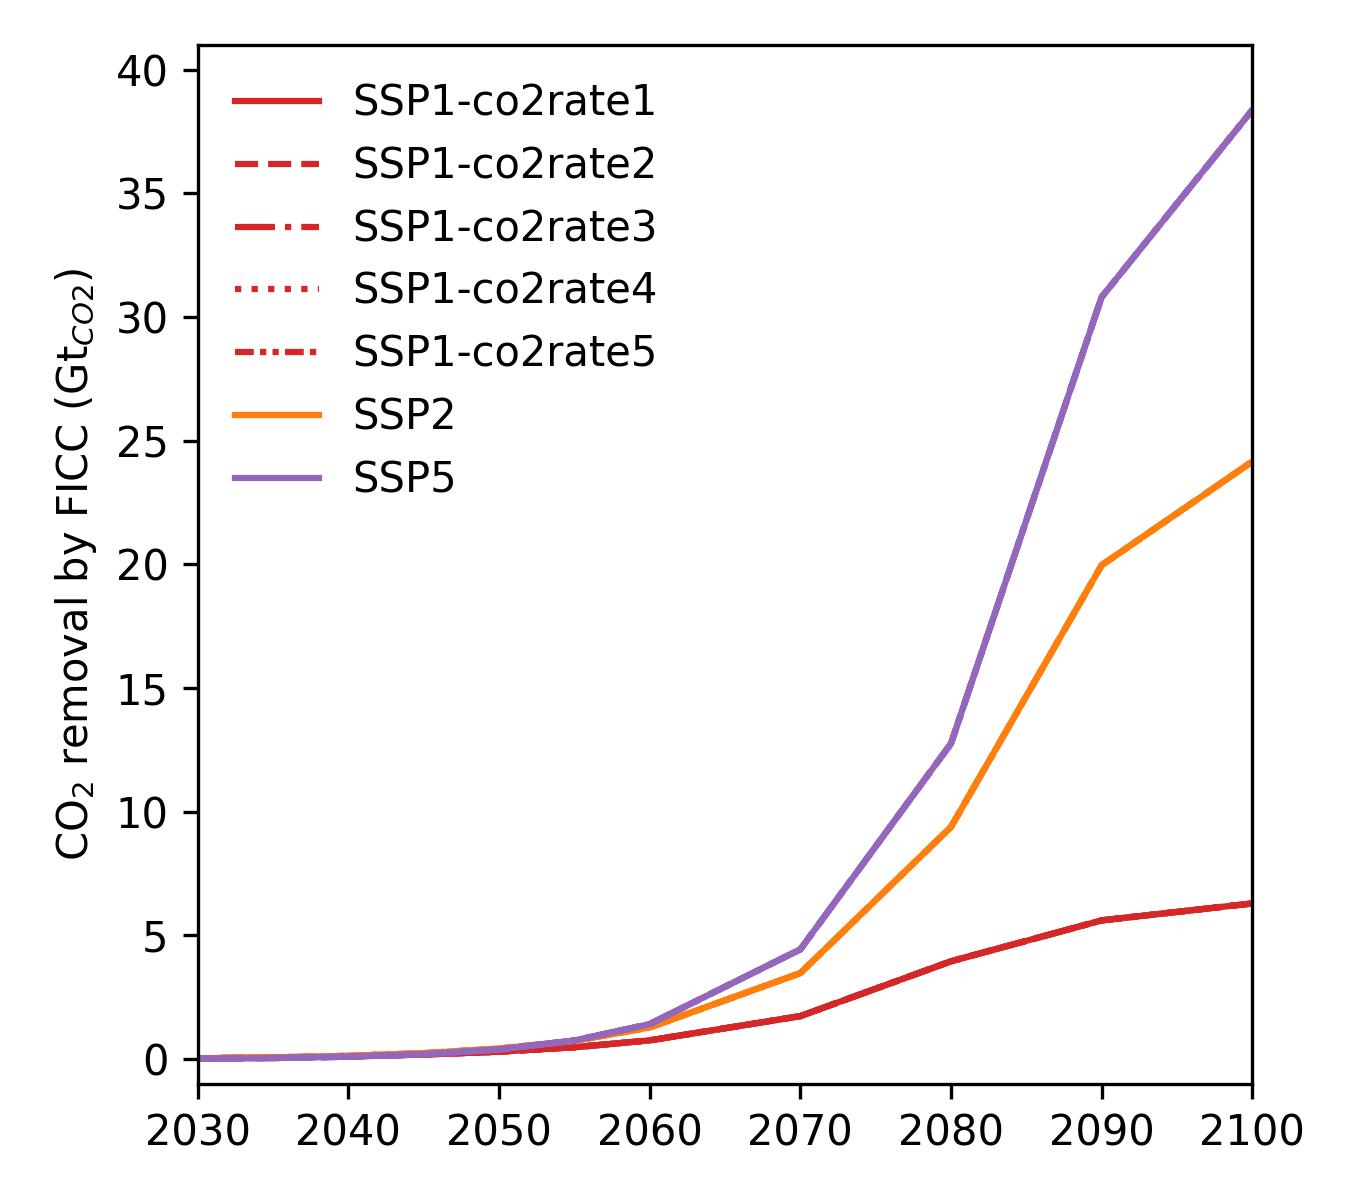 40
35
30
25
20
15
10
5
0
CO₂ removal by FICC (Gt_CO2)
SSP1-co2rate1
SSP1-co2rate2
SSP1-co2rate3
SSP1-co2rate4
SSP1-co2rate5
SSP2
SSP5
2030 2040 2050 2060 2070 2080 2090 2100